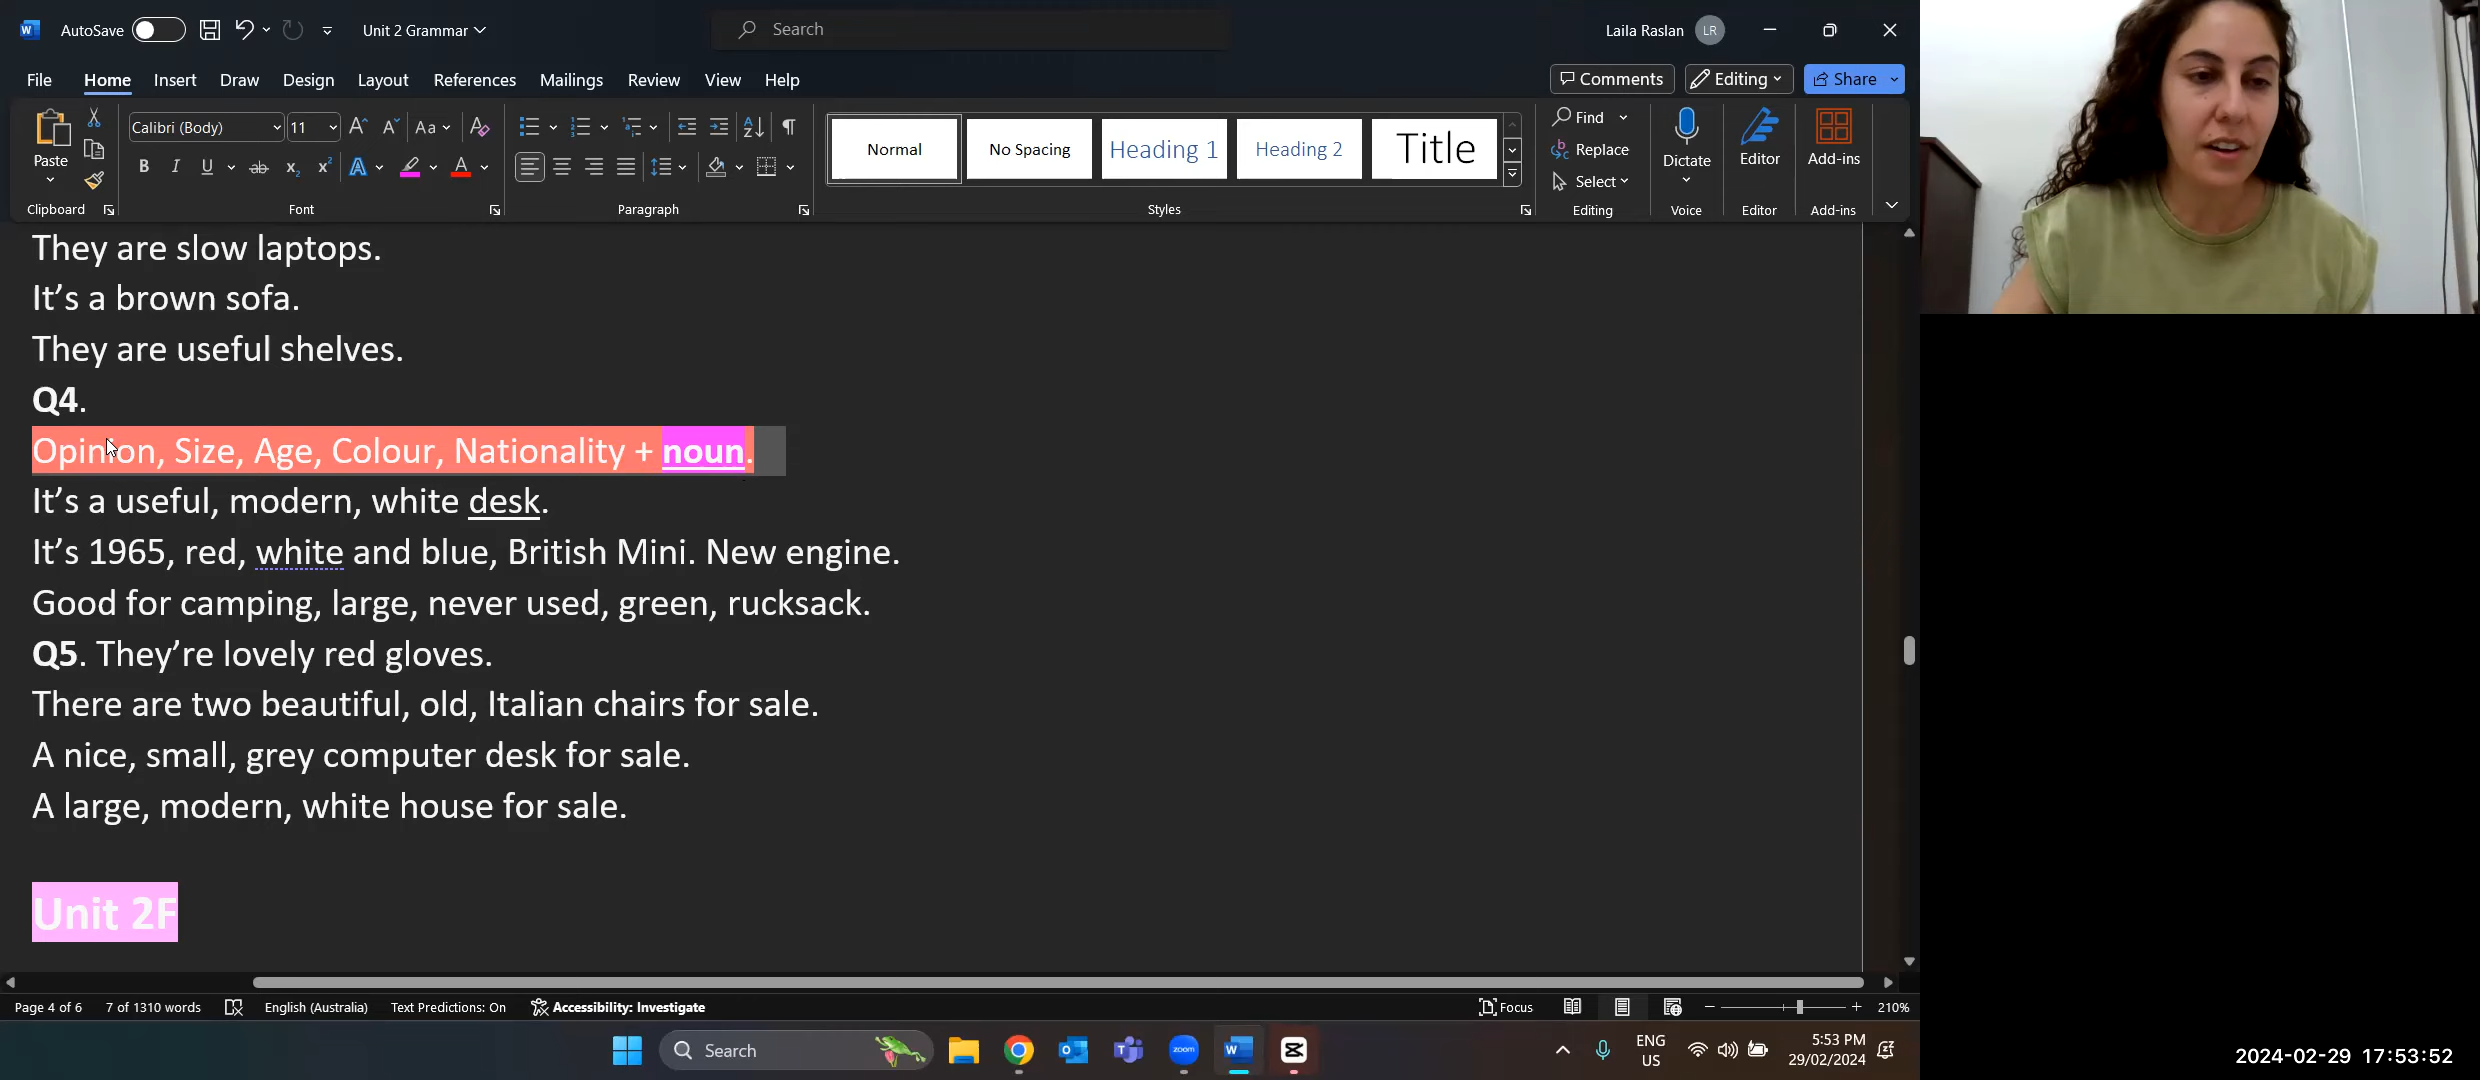 AutoSave
Unit 2 Grammar
Search
Laila Raslan
LR
File
Home
Insert
Draw
Design
Layout
References
Mailings
Review
View
Help
Comments
Editing
Share
Paste
Clipboard
Calibri (Body)
11
Font
Paragraph
Normal
No Spacing
Heading 1
Heading 2
Title
Styles
Find
Replace
Select
Editing
Dictate
Voice
Editor
Editor
Add-ins
Add-ins
They are slow laptops.
It's a brown sofa.
They are useful shelves.
Q4.
Opinion, Size, Age, Colour, Nationality + noun.
It's a useful, modern, white desk.
It's 1965, red, white and blue, British Mini. New engine.
Good for camping, large, never used, green, rucksack.
Q5. They're lovely red gloves.
There are two beautiful, old, Italian chairs for sale.
A nice, small, grey computer desk for sale.
A large, modern, white house for sale.
Unit 2F
Page 4 of 6
7 of 1310 words
English (Australia)
Text Predictions: On
Accessibility: Investigate
Focus
210%
Search
zoom
ENG
US
5:53 PM
29/02/2024
2024-02-29 17:53:52